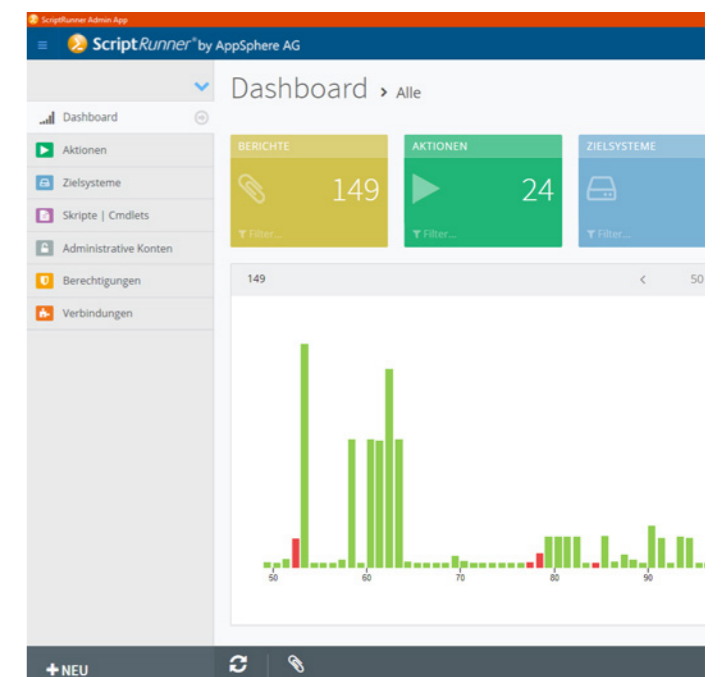 ScriptRunner Admin App
ScriptRunner® by AppSphere AG
Dashboard > Alle
Dashboard
Aktionen
Zielsysteme
Skripte | Cmdlets
Administrative Konten
Berechtigungen
Verbindungen
BERICHTE
149
Filter...
AKTIONEN
24
Filter...
ZIELSYSTEME
Filter...
149
< 50
50 60 70 80 90
+ NEU